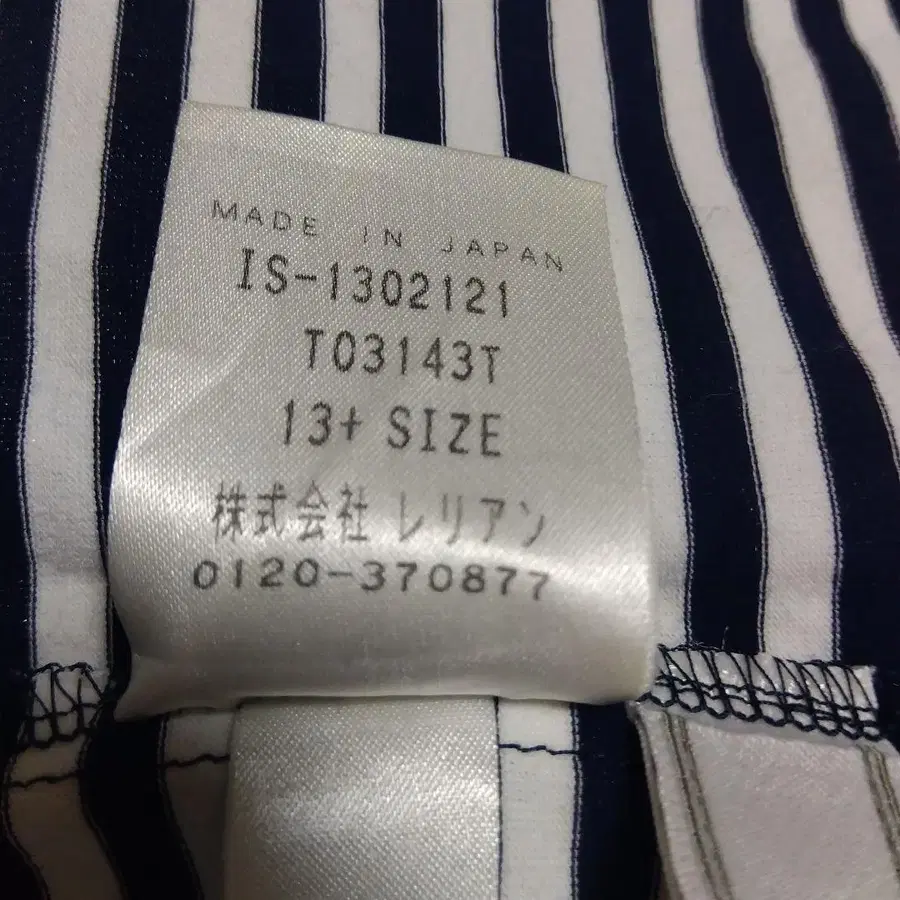 MADE IN JAPAN
IS-1302121
T03143T
13+ SIZE
株式会社 レリアン
0120-370877